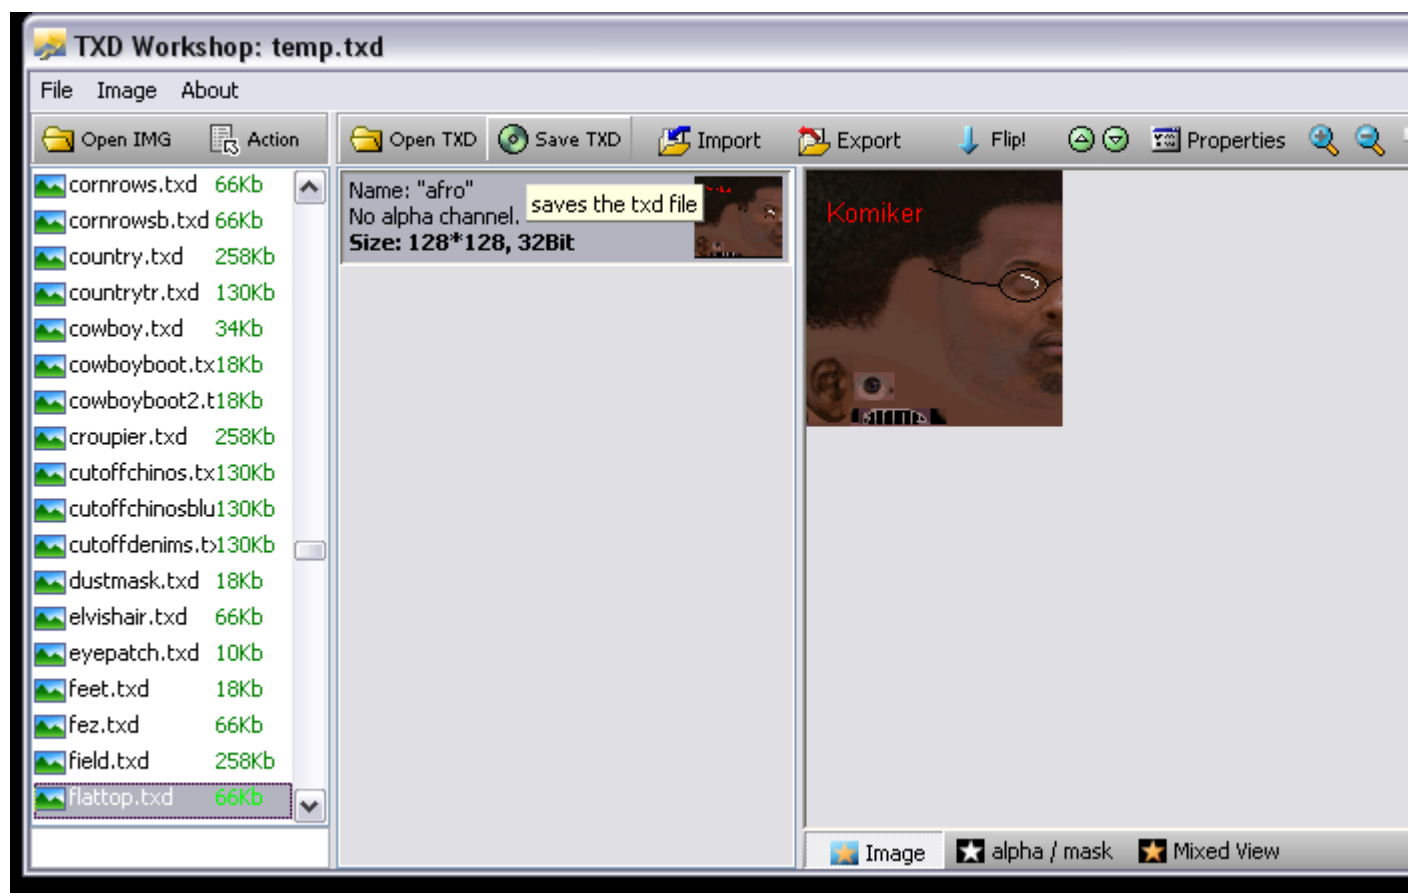 TXD Workshop: temp.txd
File Image About
Open IMG Action Open TXD Save TXD Import Export Flip! Properties
cornrows.txd 66Kb
cornrowsb.txd 66Kb
country.txd 258Kb
countrytr.txd 130Kb
cowboy.txd 34Kb
cowboyboot.tx 18Kb
cowboyboot2.t 18Kb
croupier.txd 258Kb
cutoffchinos.tx 130Kb
cutoffchinosblu 130Kb
cutoffdenims.tx 130Kb
dustmask.txd 18Kb
elvishair.txd 66Kb
eyepatch.txd 10Kb
feet.txd 18Kb
fez.txd 66Kb
field.txd 258Kb
flattop.txd 66Kb
Name: "afro"
No alpha channel.
Size: 128*128, 32Bit
saves the txd file
Komiker
Image alpha / mask Mixed View